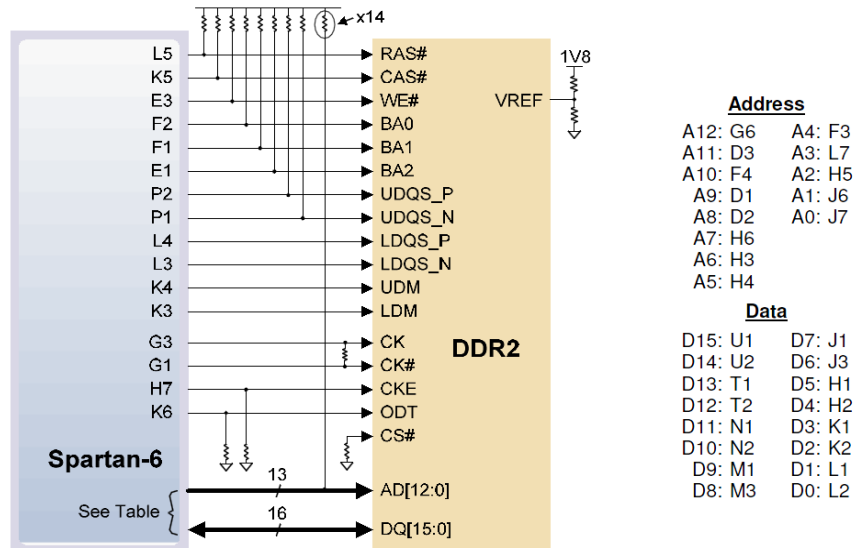 x14
L5 RAS#
K5 CAS#
E3 WE#
F2 BA0
F1 BA1
E1 BA2
P2 UDQS_P
P1 UDQS_N
L4 LDQS_P
L3 LDQS_N
K4 UDM
K3 LDM
G3 CK
G1 CK#
H7 CKE
K6 ODT
CS#
Spartan-6
13
AD[12:0]
See Table
16
DQ[15:0]
DDR2
1V8
VREF
Address
A12: G6 A4: F3
A11: D3 A3: L7
A10: F4 A2: H5
A9: D1 A1: J6
A8: D2 A0: J7
A7: H6
A6: H3
A5: H4
Data
D15: U1 D7: J1
D14: U2 D6: J3
D13: T1 D5: H1
D12: T2 D4: H2
D11: N1 D3: K1
D10: N2 D2: K2
D9: M1 D1: L1
D8: M3 D0: L2